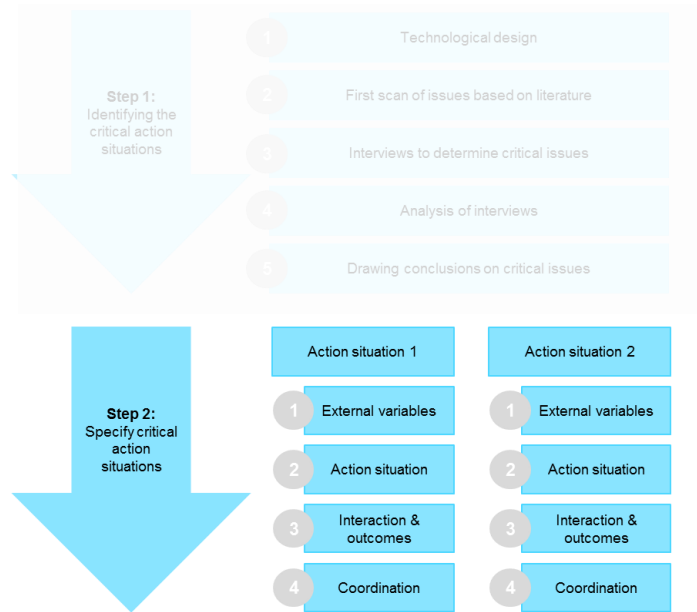 Step 1:
Identifying the
critical action
situations
1
Technological design
2
First scan of issues based on literature
3
Interviews to determine critical issues
4
Analysis of interviews
5
Drawing conclusions on critical issues
Step 2:
Specify critical
action
situations
Action situation 1
1
External variables
2
Action situation
3
Interaction &
outcomes
4
Coordination
Action situation 2
1
External variables
2
Action situation
3
Interaction &
outcomes
4
Coordination